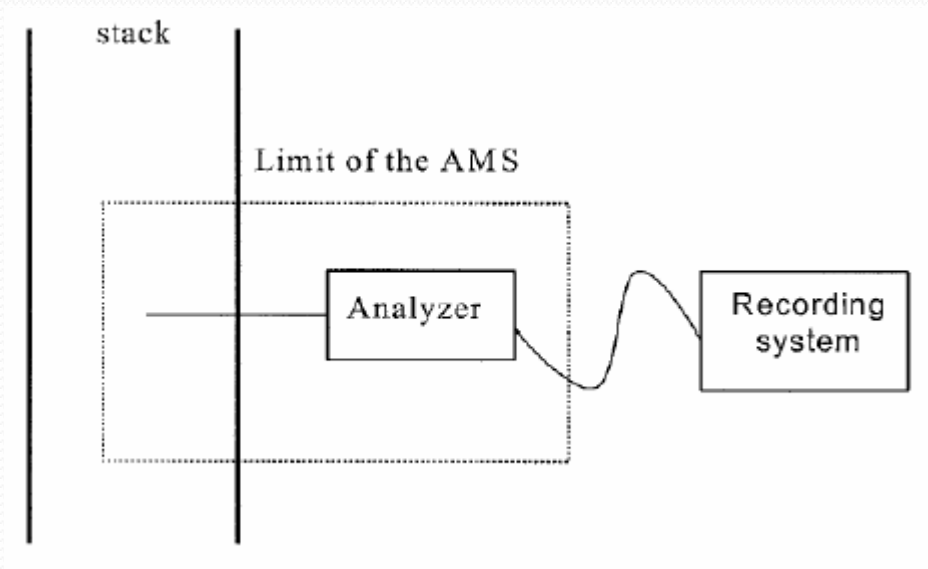 stack
Limit of the AMS
Analyzer
Recording
system